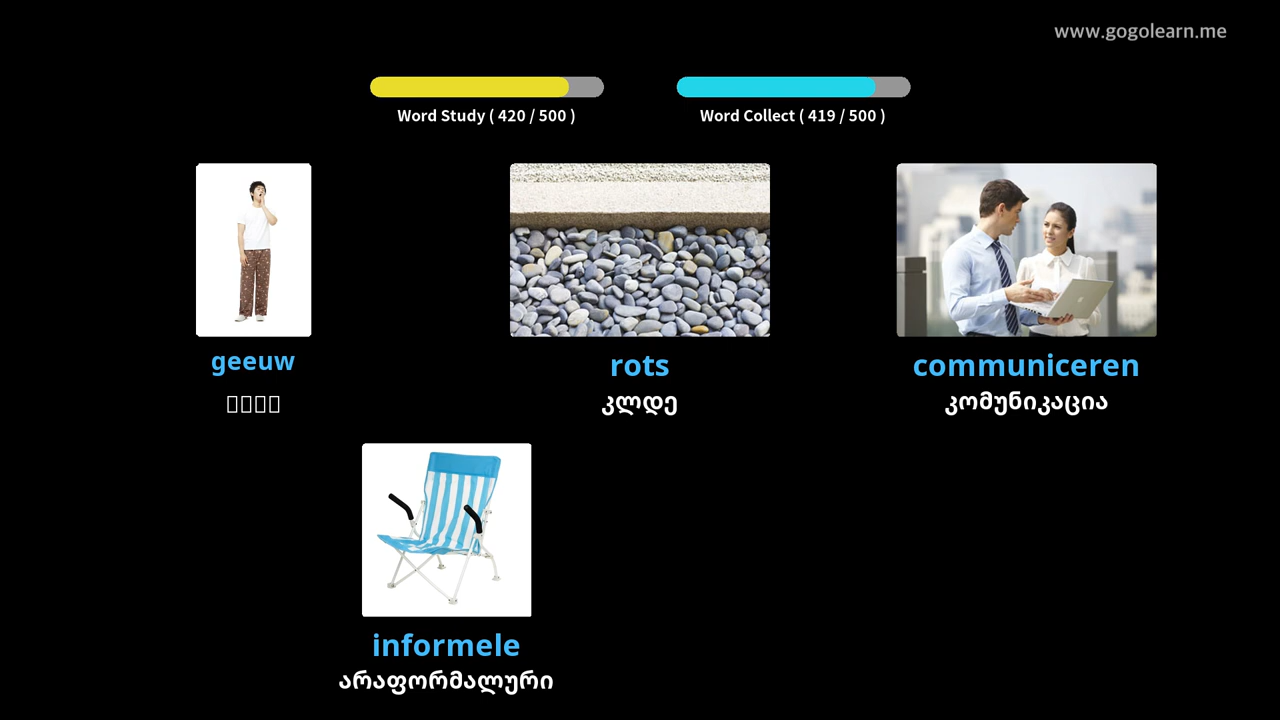 www.gogolearn.me
Word Study ( 420 / 500 )
Word Collect ( 419 / 500 )
geeuw
rots
communiceren
კლდე
კომუნიკაცია
informele
არაფორმალური